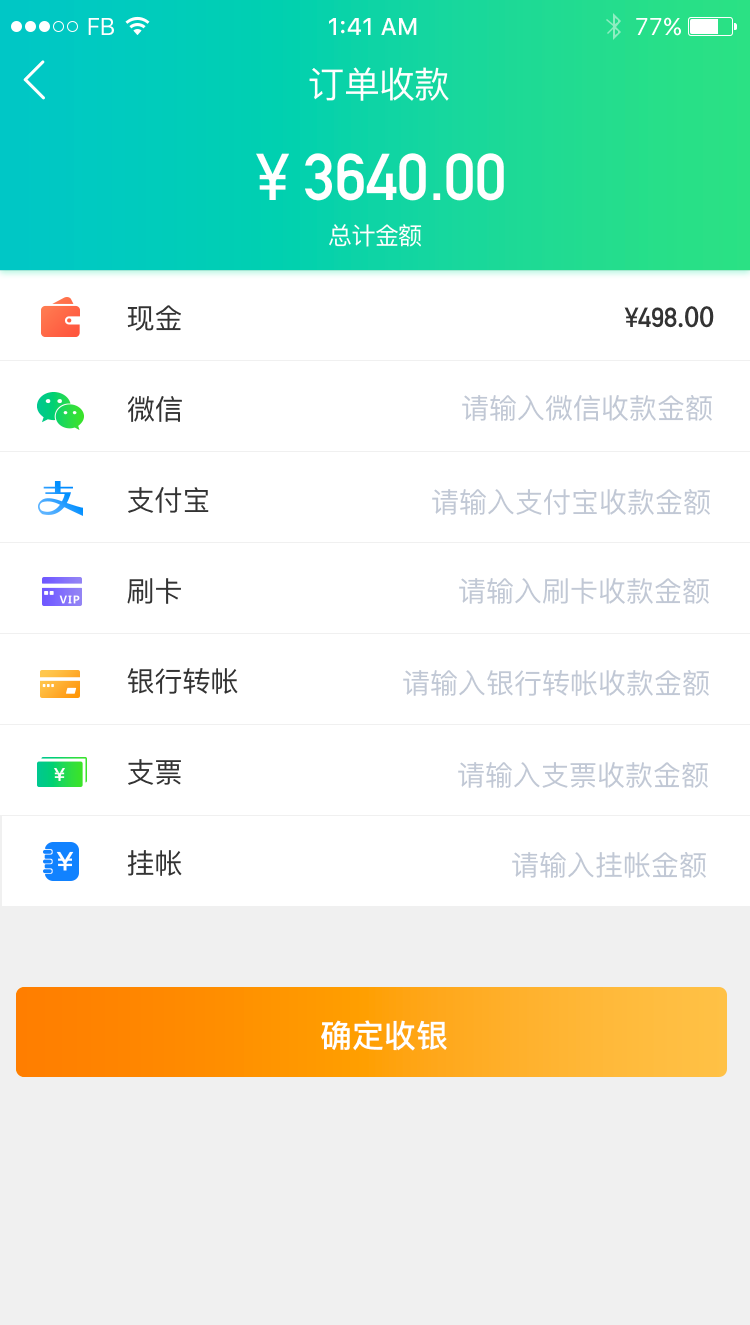 FB 1:41 AM 77%
订单收款
¥ 3640.00
总计金额
现金 ¥498.00
微信 请输入微信收款金额
支付宝 请输入支付宝收款金额
VIP 刷卡 请输入刷卡收款金额
银行转帐 请输入银行转帐收款金额
¥ 支票 请输入支票收款金额
¥ 挂帐 请输入挂帐金额
确定收银